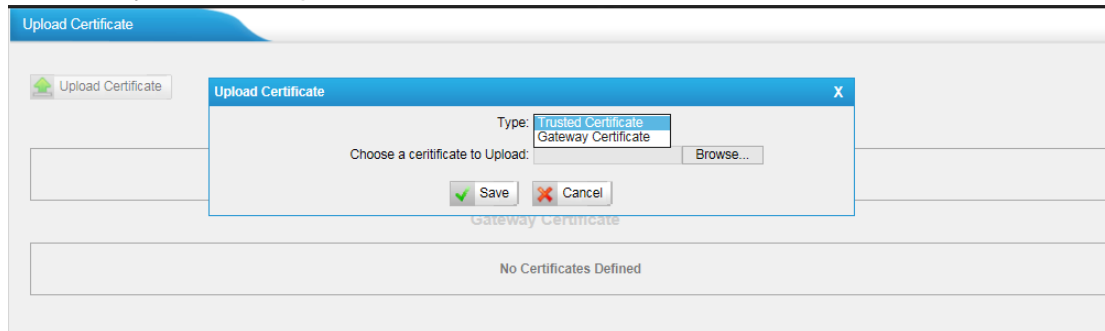 Upload Certificate
Upload Certificate
Upload Certificate X
Type: Trusted Certificate
Gateway Certificate
Choose a ceritificate to Upload: Browse...
Save Cancel
Gateway Certificate
No Certificates Defined